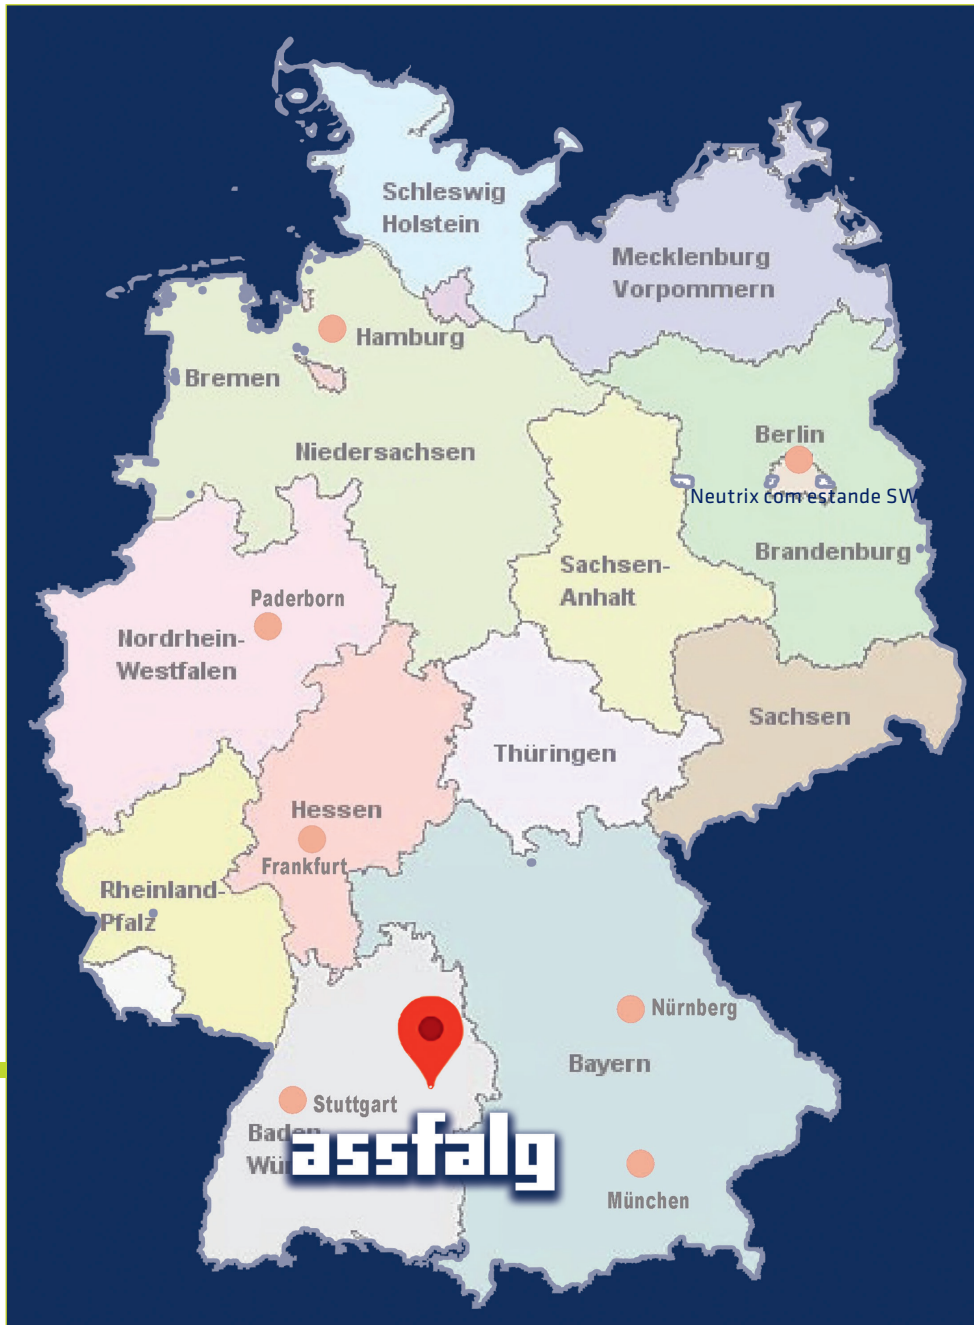 Schleswig
Holstein
Mecklenburg
Vorpommern
Hamburg
Bremen
Berlin
Niedersachsen
Neutrix com estande SW
Brandenburg
Sachsen-
Anhalt
Paderborn
Nordrhein-
Westfalen
Sachsen
Thüringen
Hessen
Frankfurt
Rheinland-
Pfalz
Nürnberg
Bayern
Stuttgart
assfalg
München